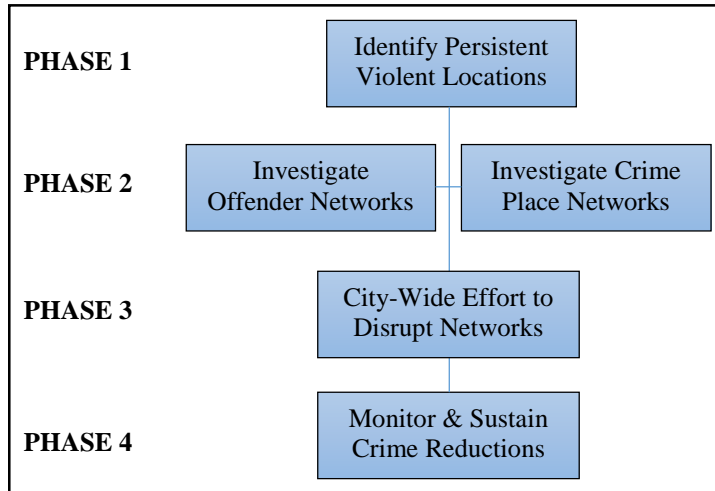 PHASE 1
Identify Persistent
Violent Locations
PHASE 2
Investigate
Offender Networks
Investigate Crime
Place Networks
PHASE 3
City-Wide Effort to
Disrupt Networks
PHASE 4
Monitor & Sustain
Crime Reductions